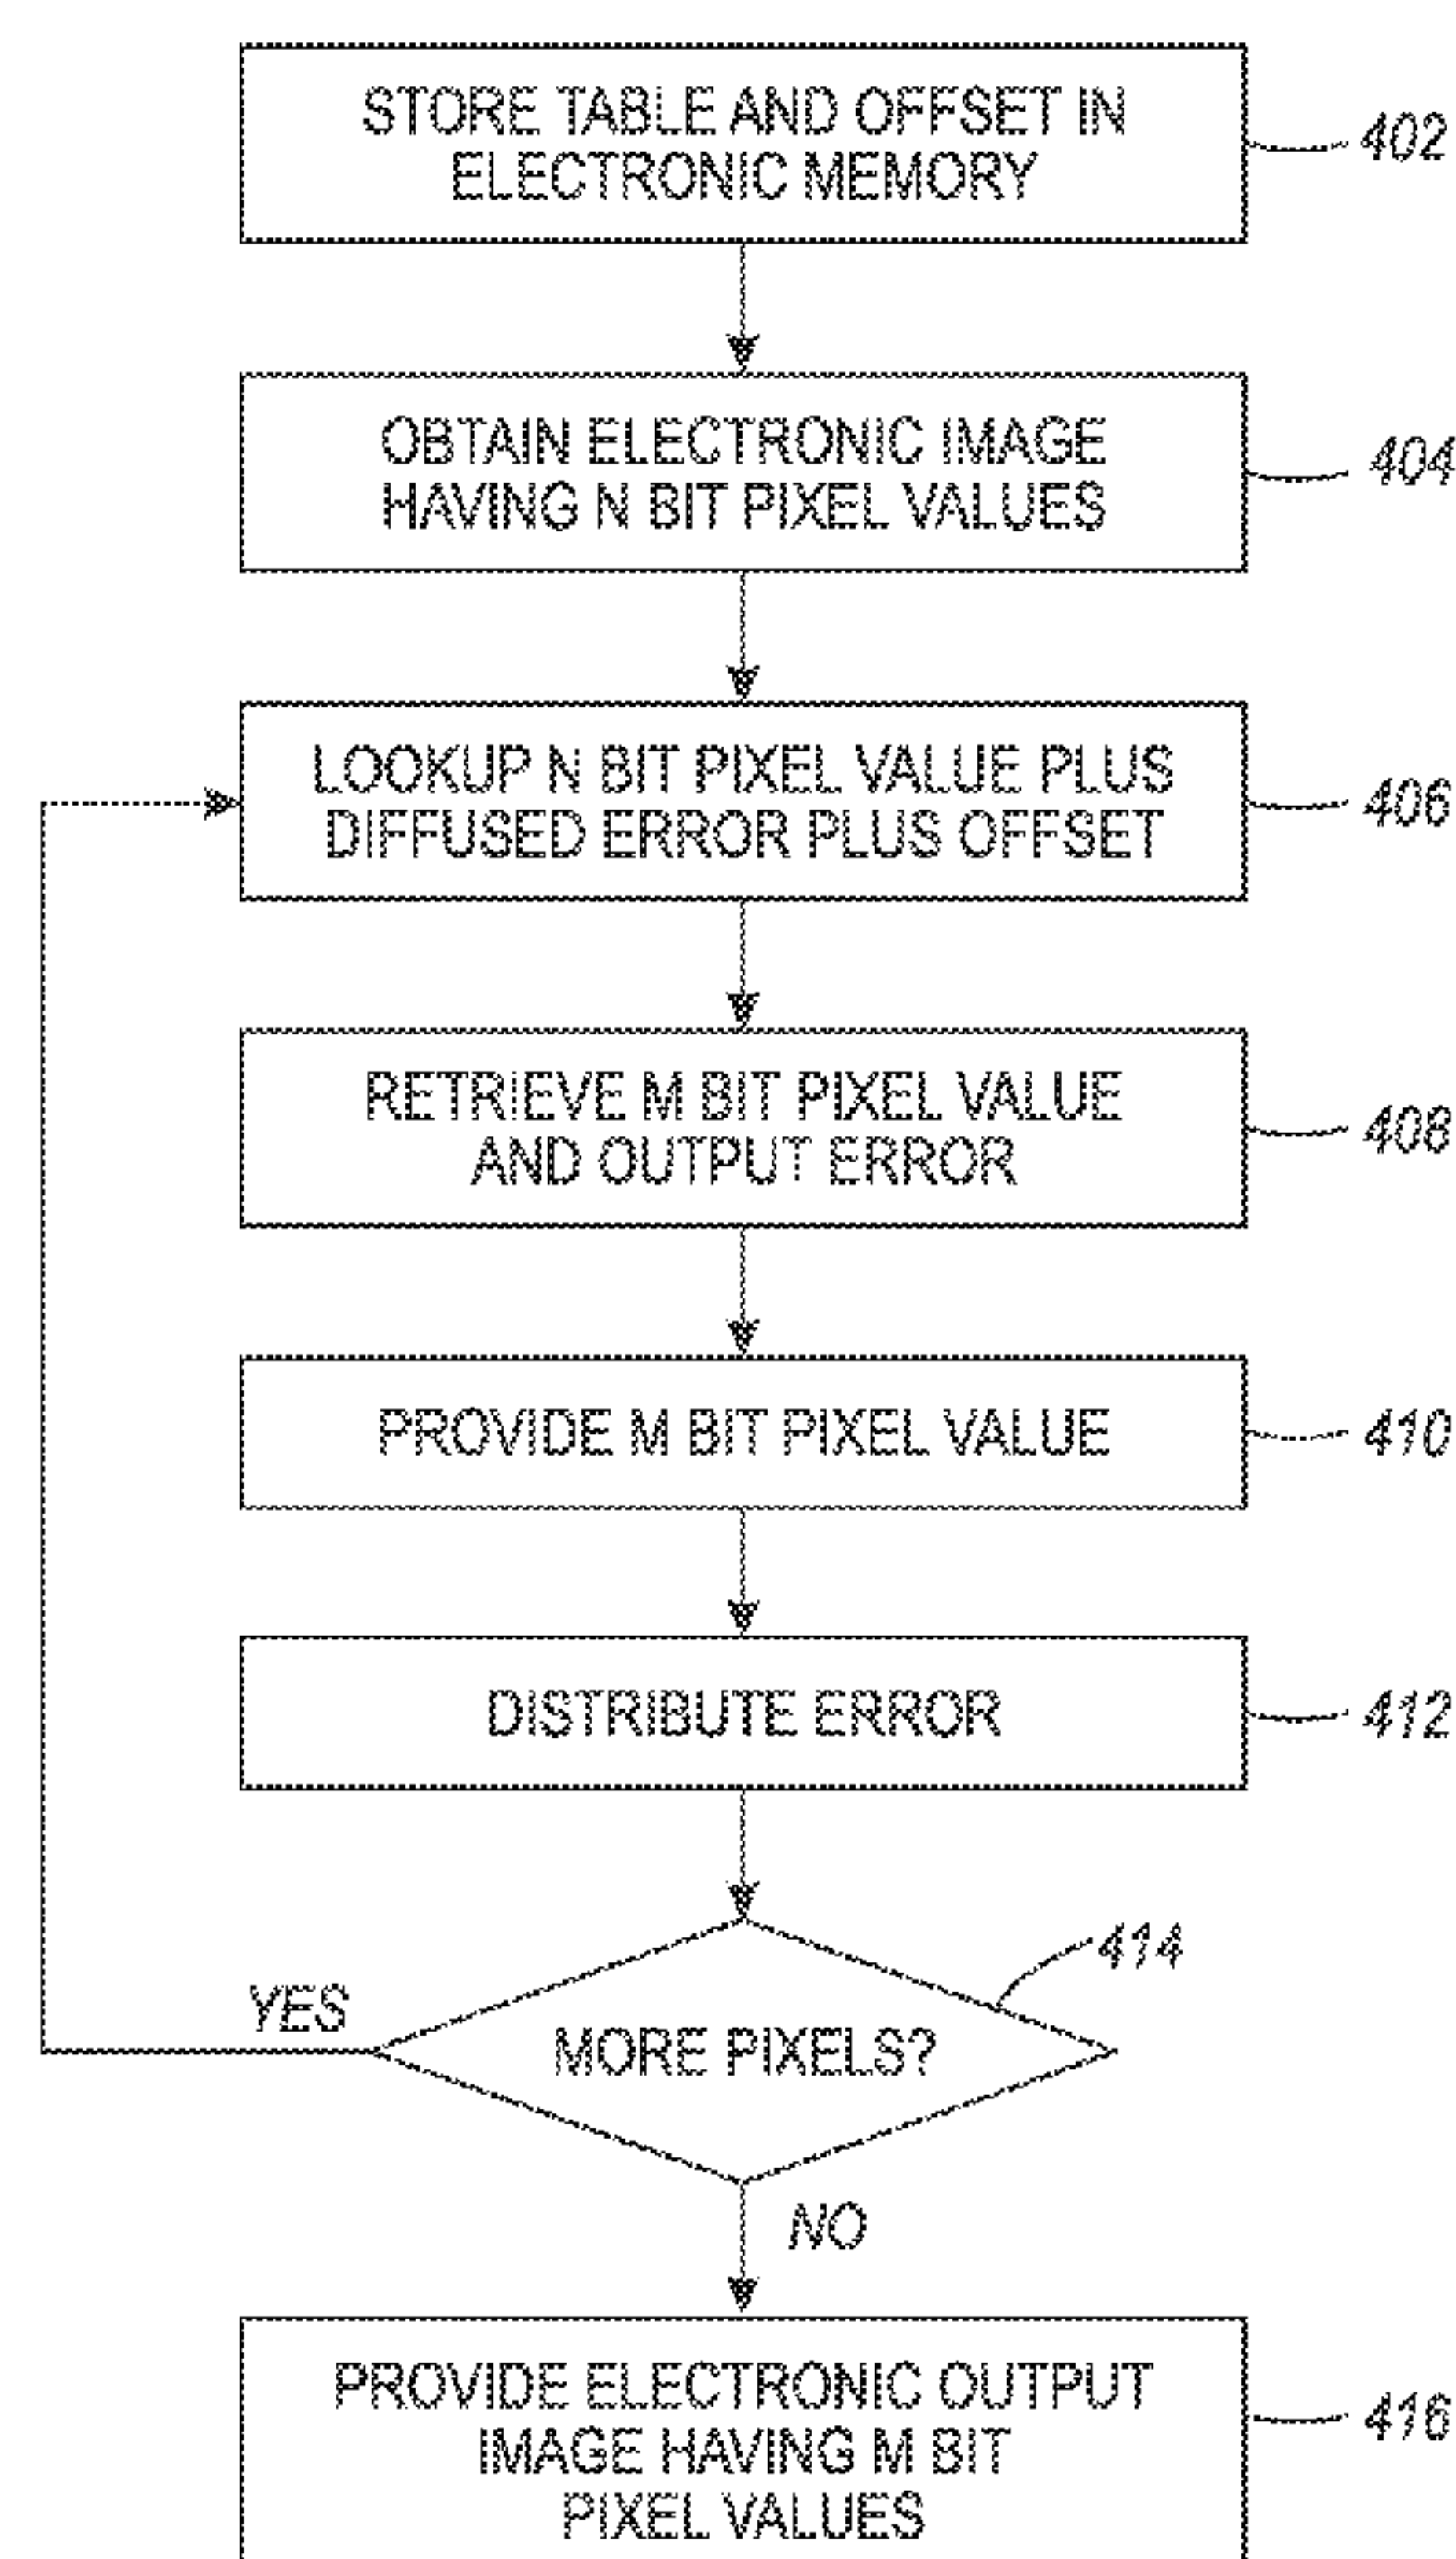 STORE TABLE AND OFFSET IN
ELECTRONIC MEMORY
402
OBTAIN ELECTRONIC IMAGE
HAVING N BIT PIXEL VALUES
404
LOOKUP N BIT PIXEL VALUE PLUS
DIFFUSED ERROR PLUS OFFSET
406
RETRIEVE M BIT PIXEL VALUE
AND OUTPUT ERROR
408
PROVIDE M BIT PIXEL VALUE
410
DISTRIBUTE ERROR
412
414
YES
MORE PIXELS?
NO
PROVIDE ELECTRONIC OUTPUT
IMAGE HAVING M BIT
PIXEL VALUES
416